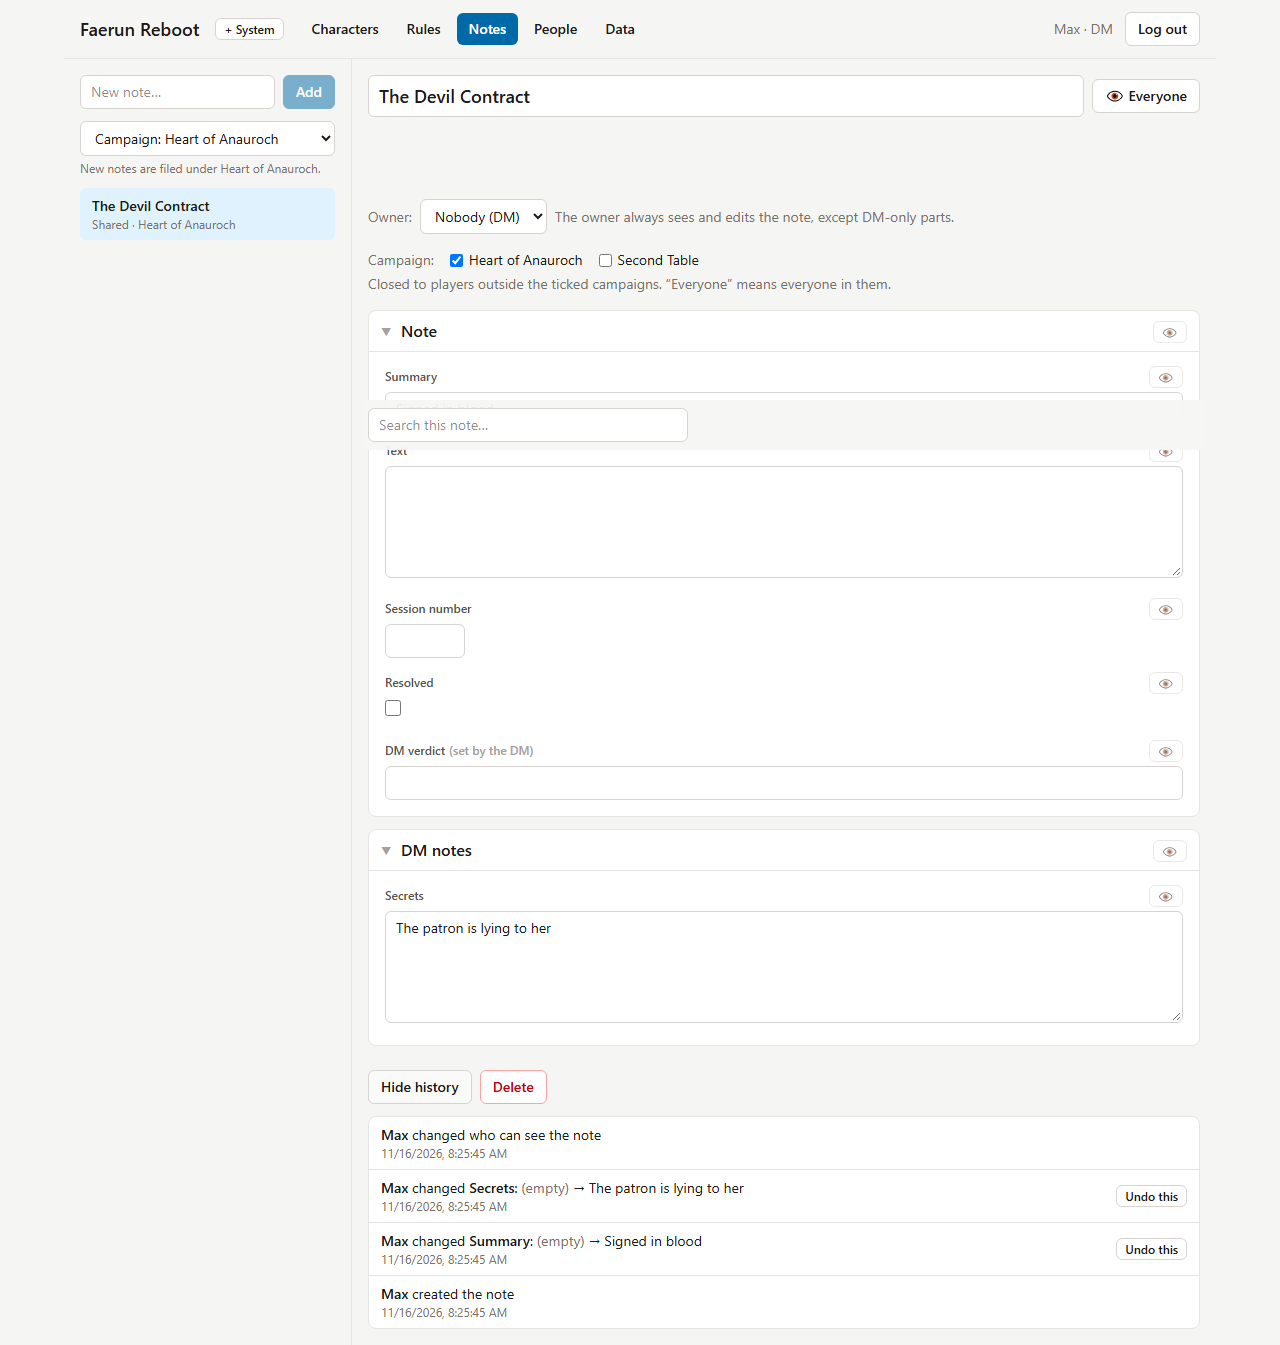 Faerun Reboot
+ System
Characters
Rules
Notes
People
Data
Max · DM
Log out
New note...
Add
Campaign: Heart of Anauroch
New notes are filed under Heart of Anauroch.
The Devil Contract
Shared · Heart of Anauroch
The Devil Contract
Everyone
Owner:
Nobody (DM)
The owner always sees and edits the note, except DM-only parts.
Campaign:
Heart of Anauroch
Second Table
Closed to players outside the ticked campaigns. “Everyone” means everyone in them.
Note
Summary
Search this note...
Text
Session number
Resolved
DM verdict (set by the DM)
DM notes
Secrets
The patron is lying to her
Hide history
Delete
Max changed who can see the note
11/16/2026, 8:25:45 AM
Max changed Secrets: (empty) → The patron is lying to her
11/16/2026, 8:25:45 AM
Undo this
Max changed Summary: (empty) → Signed in blood
11/16/2026, 8:25:45 AM
Undo this
Max created the note
11/16/2026, 8:25:45 AM